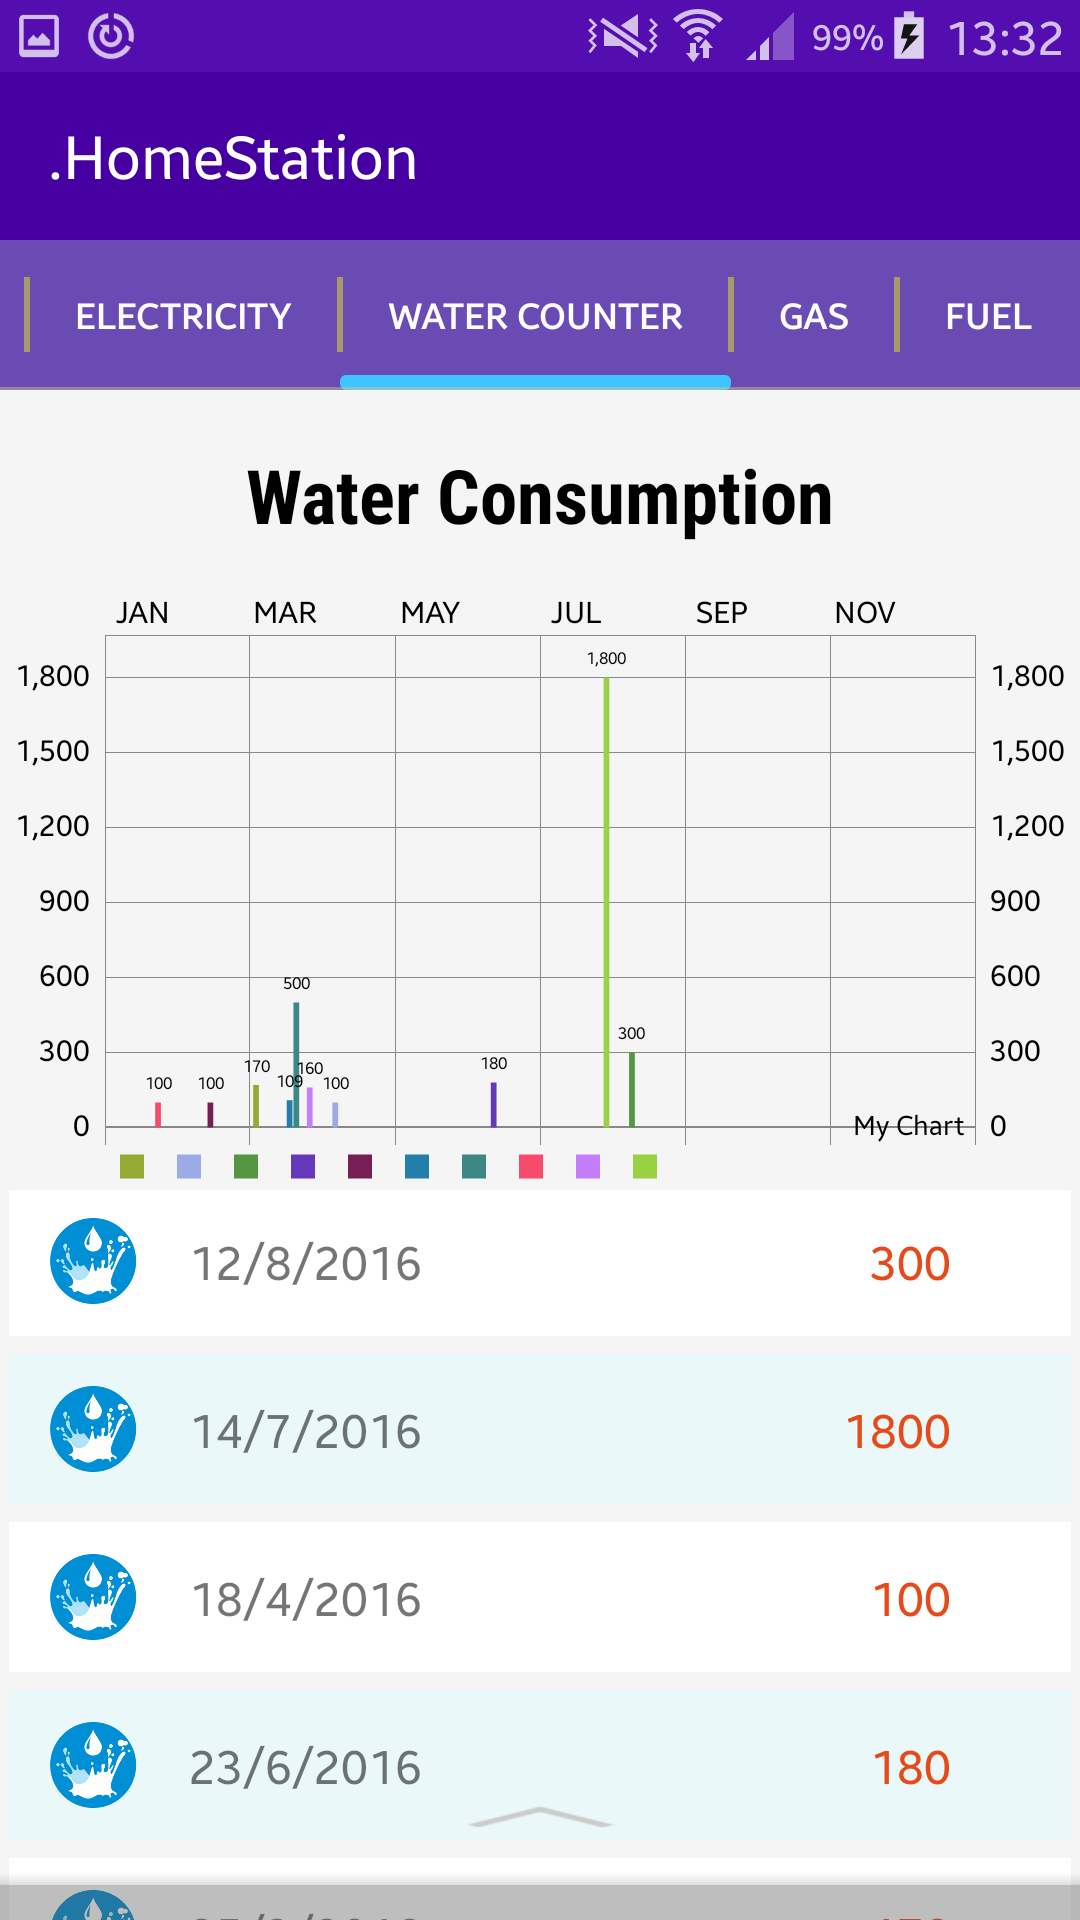 99% 13:32
.HomeStation
ELECTRICITY WATER COUNTER GAS FUEL
Water Consumption
JAN MAR MAY JUL SEP NOV
1,800
1,800 1,800
1,500 1,500
1,200 1,200
900 900
600 600
500
300 300
300
170 109 160 180
100 100 100
0 My Chart 0
12/8/2016 300
14/7/2016 1800
18/4/2016 100
23/6/2016 180